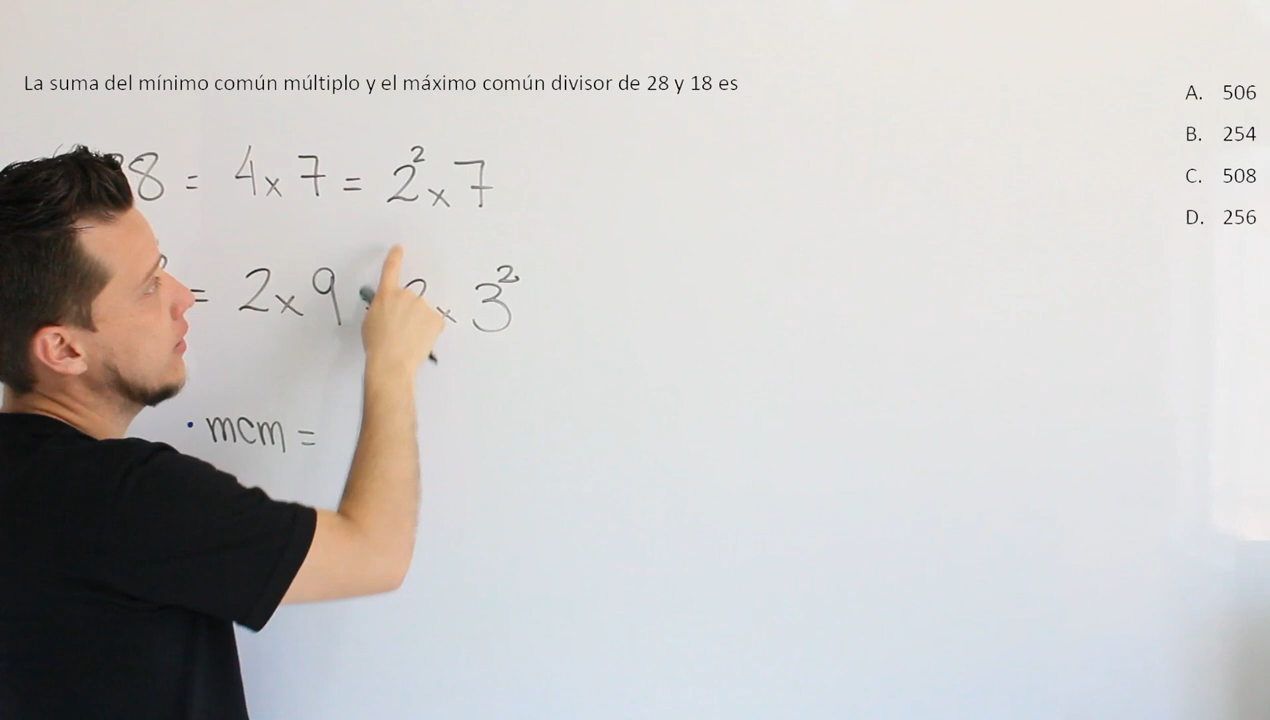 La suma del mínimo común múltiplo y el máximo común divisor de 28 y 18 es
A. 506
B. 254
C. 508
D. 256
8 = 4 x 7 = 2² x 7
= 2 x 9 2 x 3²
· mcm =